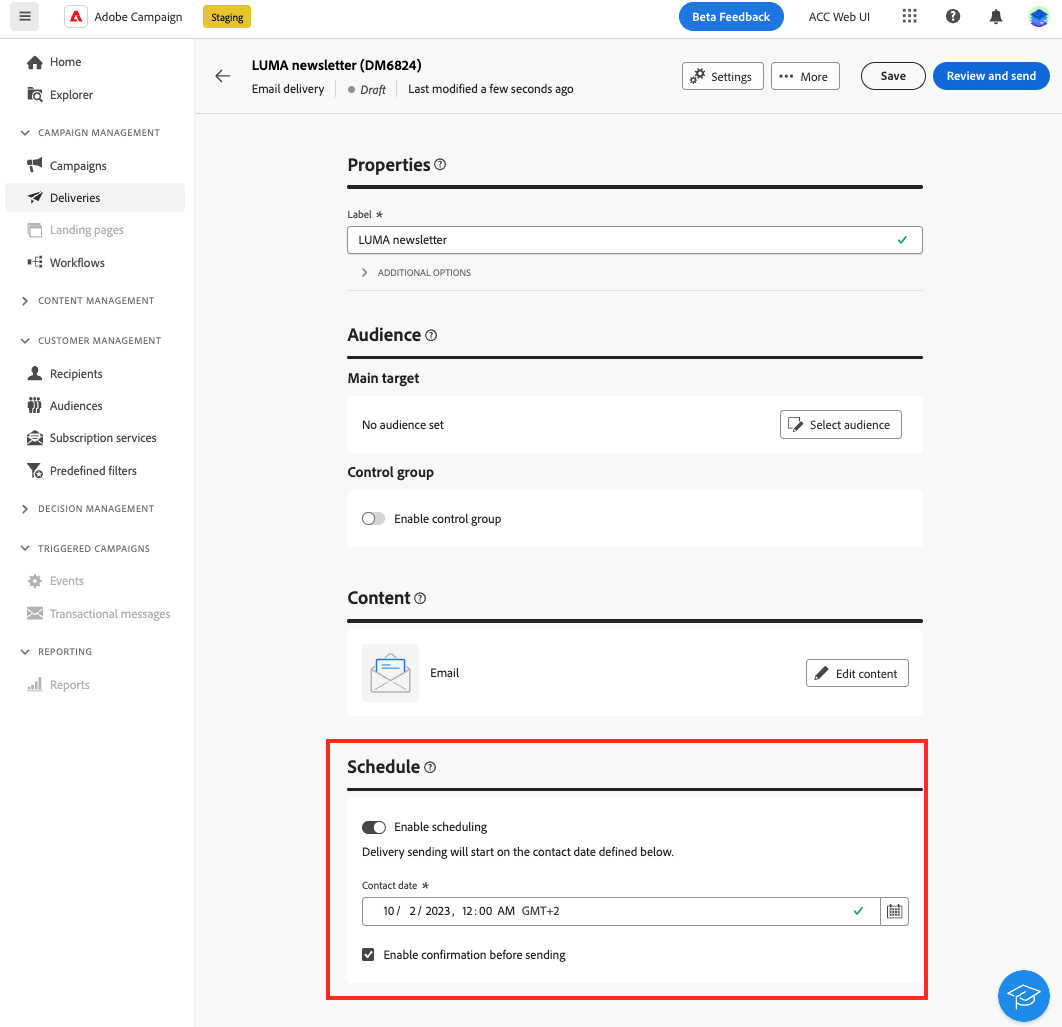 Adobe Campaign
Staging
Beta Feedback
ACC Web UI
Home
Explorer
CAMPAIGN MANAGEMENT
Campaigns
Deliveries
Landing pages
Workflows
CONTENT MANAGEMENT
CUSTOMER MANAGEMENT
Recipients
Audiences
Subscription services
Predefined filters
DECISION MANAGEMENT
TRIGGERED CAMPAIGNS
Events
Transactional messages
REPORTING
Reports
LUMA newsletter (DM6824)
Email delivery
Draft
Last modified a few seconds ago
Settings
More
Save
Review and send
Properties
Label *
LUMA newsletter
ADDITIONAL OPTIONS
Audience
Main target
No audience set
Select audience
Control group
Enable control group
Content
Email
Edit content
Schedule
Enable scheduling
Delivery sending will start on the contact date defined below.
Contact date *
10/ 2/ 2023, 12:00 AM GMT+2
Enable confirmation before sending